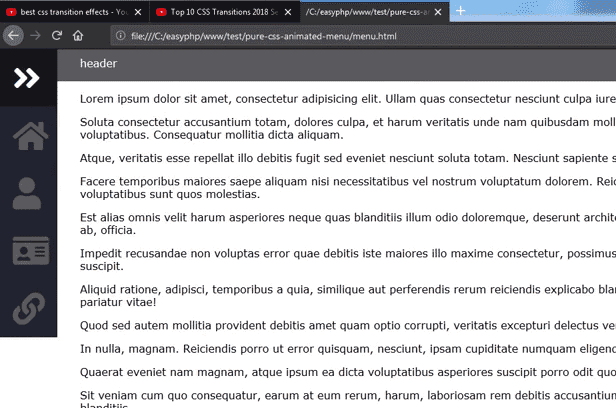 best css transition effects - You
Top 10 CSS Transitions 2018 Se
/C:/easyphp/www/test/pure-css-an
file:///C:/easyphp/www/test/pure-css-animated-menu/menu.html
header
Lorem ipsum dolor sit amet, consectetur adipisicing elit. Ullam quas consectetur nesciunt culpa iure
Soluta consectetur accusantium totam, dolores culpa, et harum veritatis unde nam quibusdam moll
voluptatibus. Consequatur mollitia dicta aliquam.
Atque, veritatis esse repellat illo debitis fugit sed eveniet nesciunt soluta totam. Nesciunt sapiente s
Facere temporibus maiores saepe aliquam nisi necessitatibus vel nostrum voluptatum dolorem. Reic
voluptatibus sunt quos molestias.
Est alias omnis velit harum asperiores neque quas blanditiis illum odio doloremque, deserunt archite
ab, officia.
Impedit recusandae non voluptas error quae debitis iste maiores illo maxime consectetur, possimus
suscipit.
Aliquid ratione, adipisci, temporibus a quia, similique aut perferendis rerum reiciendis explicabo blan
pariatur vitae!
Quod sed autem mollitia provident debitis amet quam optio corrupti, veritatis excepturi delectus ve
In nulla, magnam. Reiciendis porro ut error quisquam, nesciunt, ipsam cupiditate numquam eligend
Quaerat eveniet nam magnam, atque ipsum ea dicta voluptatibus asperiores suscipit porro odit quo
Sit veniam cum quo consequatur, earum at eum rerum, harum, laboriosam rem debitis accusantiu
blanditiis